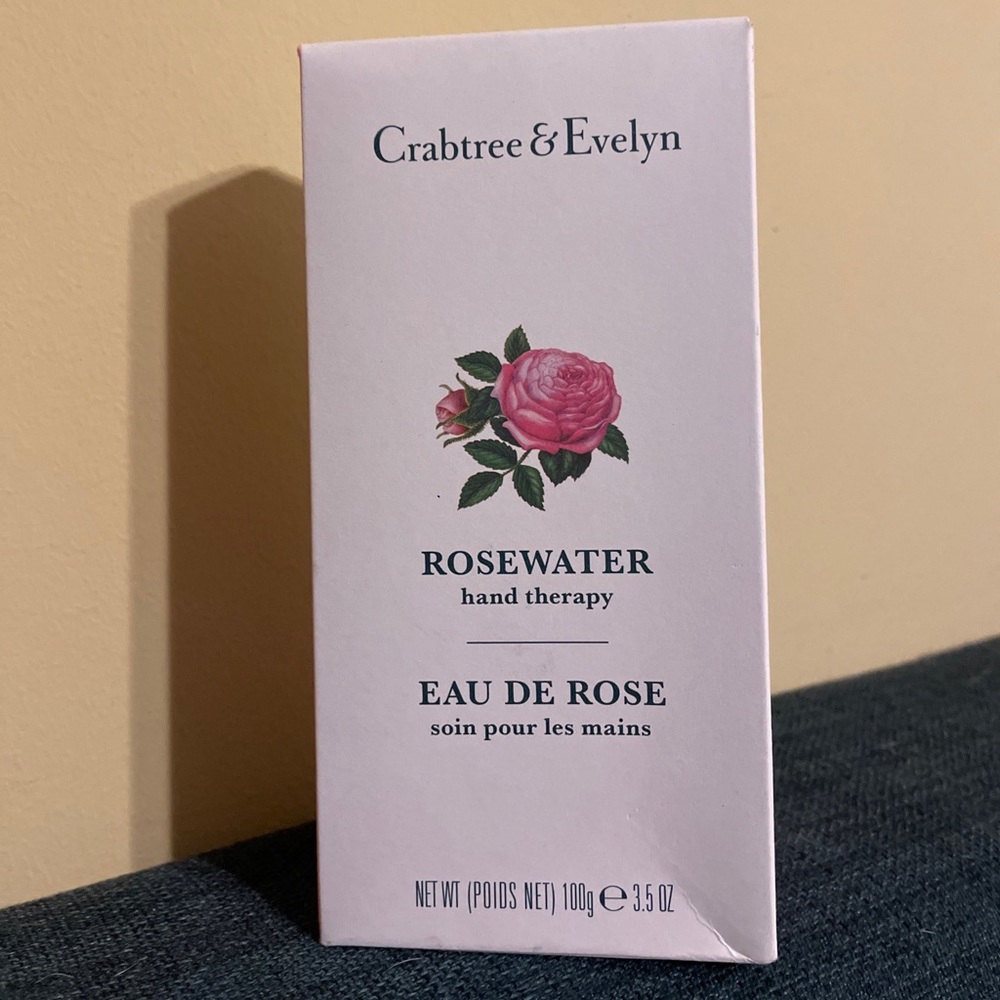 Crabtree & Evelyn
ROSEWATER
hand therapy
EAU DE ROSE
soin pour les mains
NET WT (POIDS NET) 100g ℮ 3.5 OZ